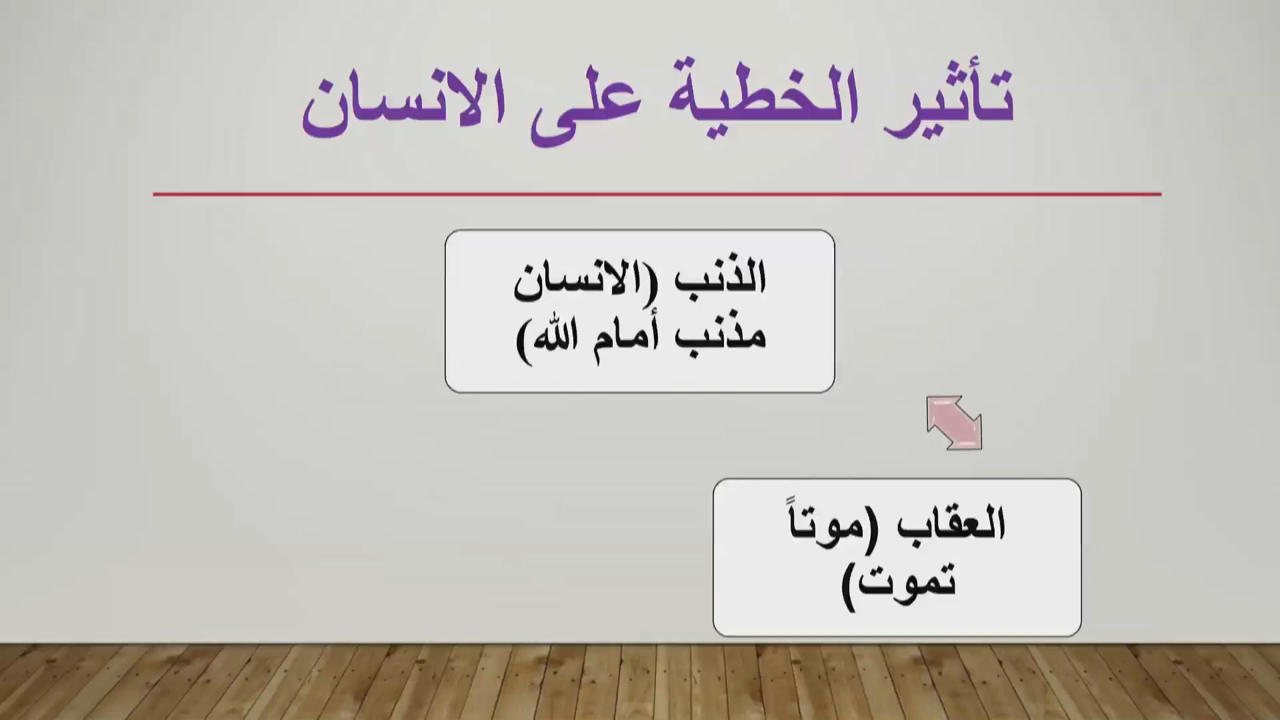 تأثير الخطية على الانسان
الذنب (الانسان
مذنب أمام الله)
العقاب (موتاً
تموت)